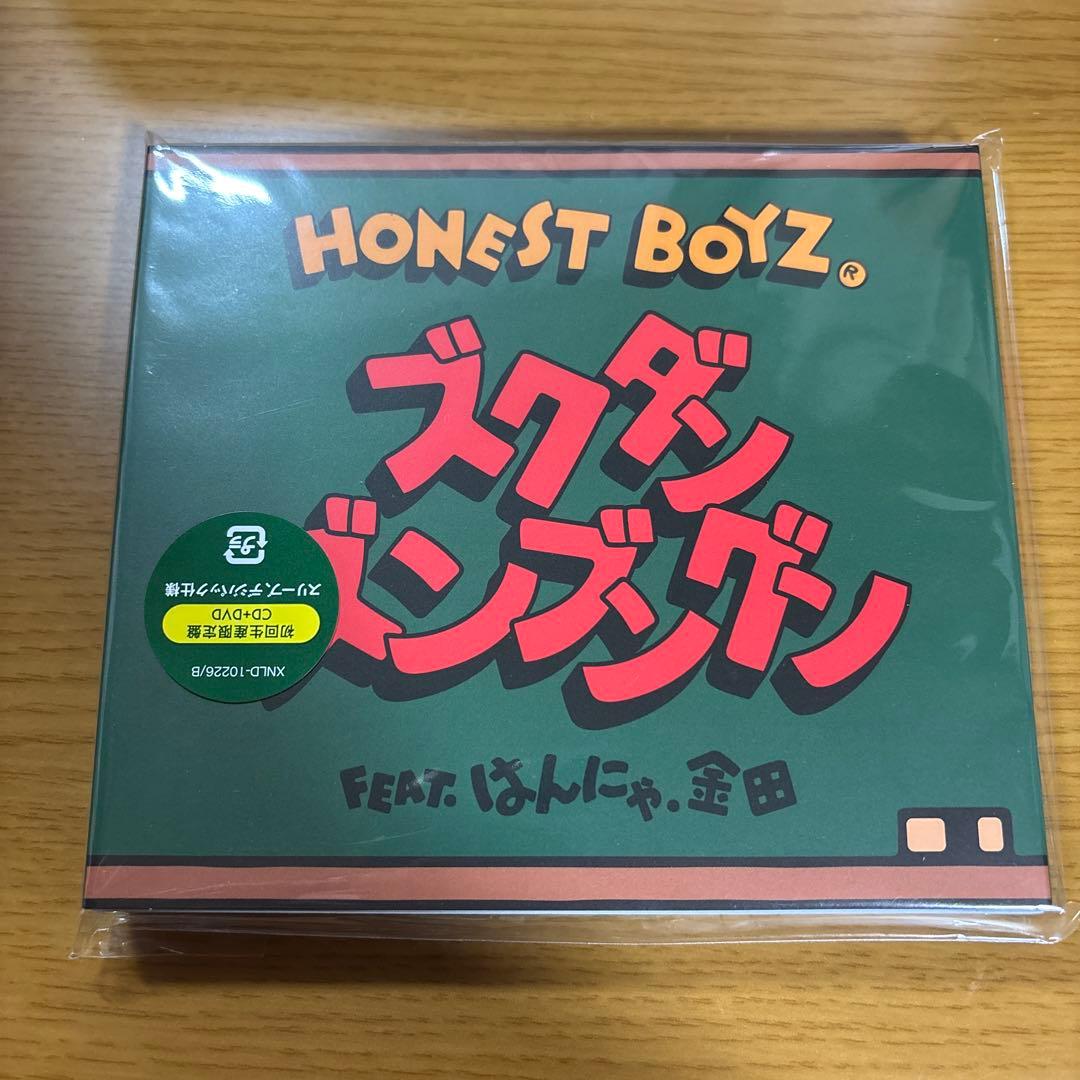 HONEST BOYZ®
ズクダン
ズンブングン
FEAT. はんにゃ.金田
XNLD-10226/B
初回生産限定盤
CD+DVD
スリーブ、デジパック仕様